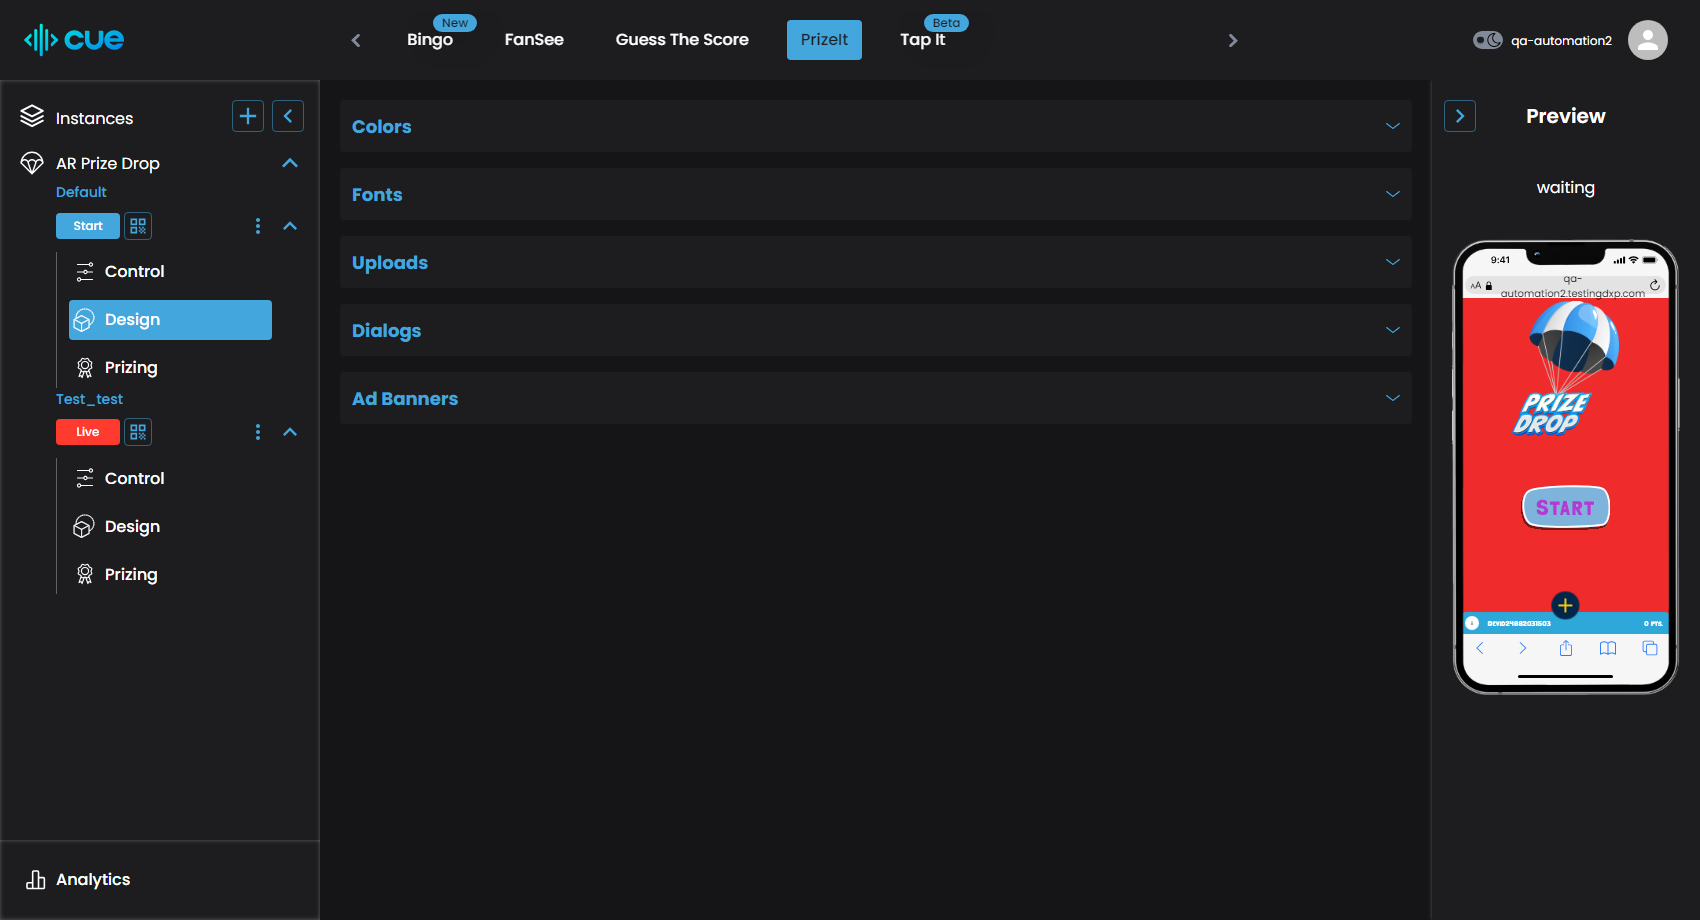 cue
Bingo
New
FanSee
Guess The Score
PrizeIt
Tap It
Beta
qa-automation2
Instances
AR Prize Drop
Default
Start
Control
Design
Prizing
Test_test
Live
Control
Design
Prizing
Analytics
Colors
Fonts
Uploads
Dialogs
Ad Banners
Preview
waiting
9:41
AA
qa-
automation2.testingdxp.com
PRIZE
DROP
START
0 PTS.